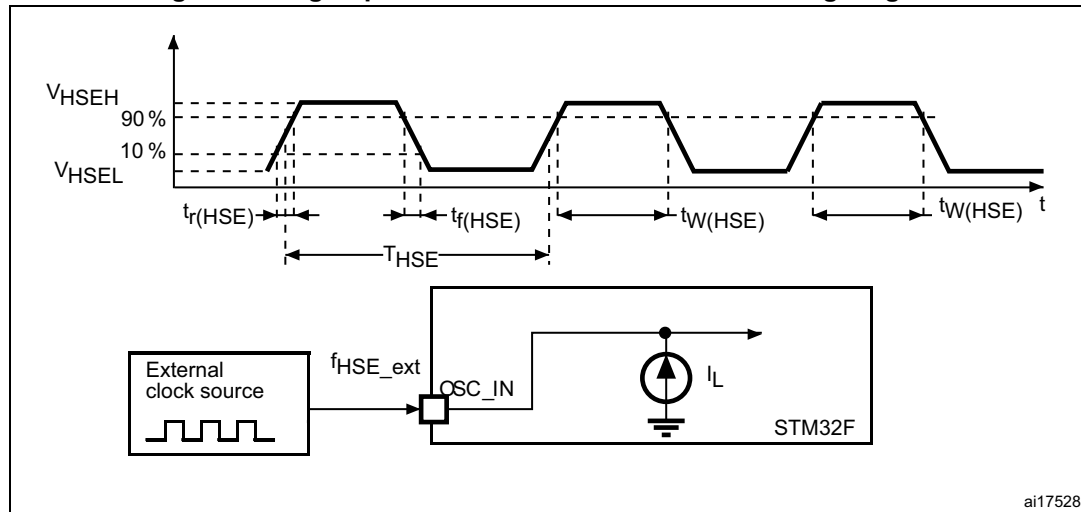 VHSEH
90 %
10 %
VHSEL
tr(HSE)
tf(HSE)
tW(HSE)
tW(HSE)
t
THSE
External
clock source
fHSE_ext
OSC_IN
IL
STM32F
ai17528